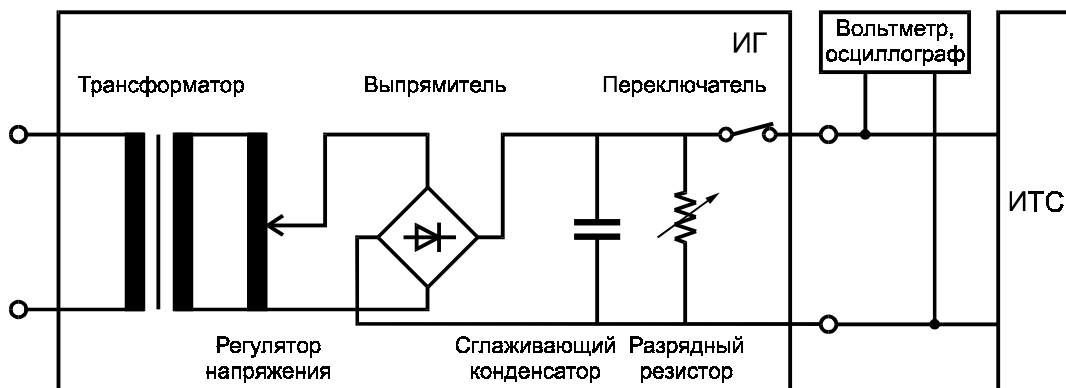 Вольтметр,
осциллограф
ИГ
Трансформатор
Выпрямитель
Переключатель
ИТС
Регулятор
напряжения
Сглаживающий
конденсатор
Разрядный
резистор